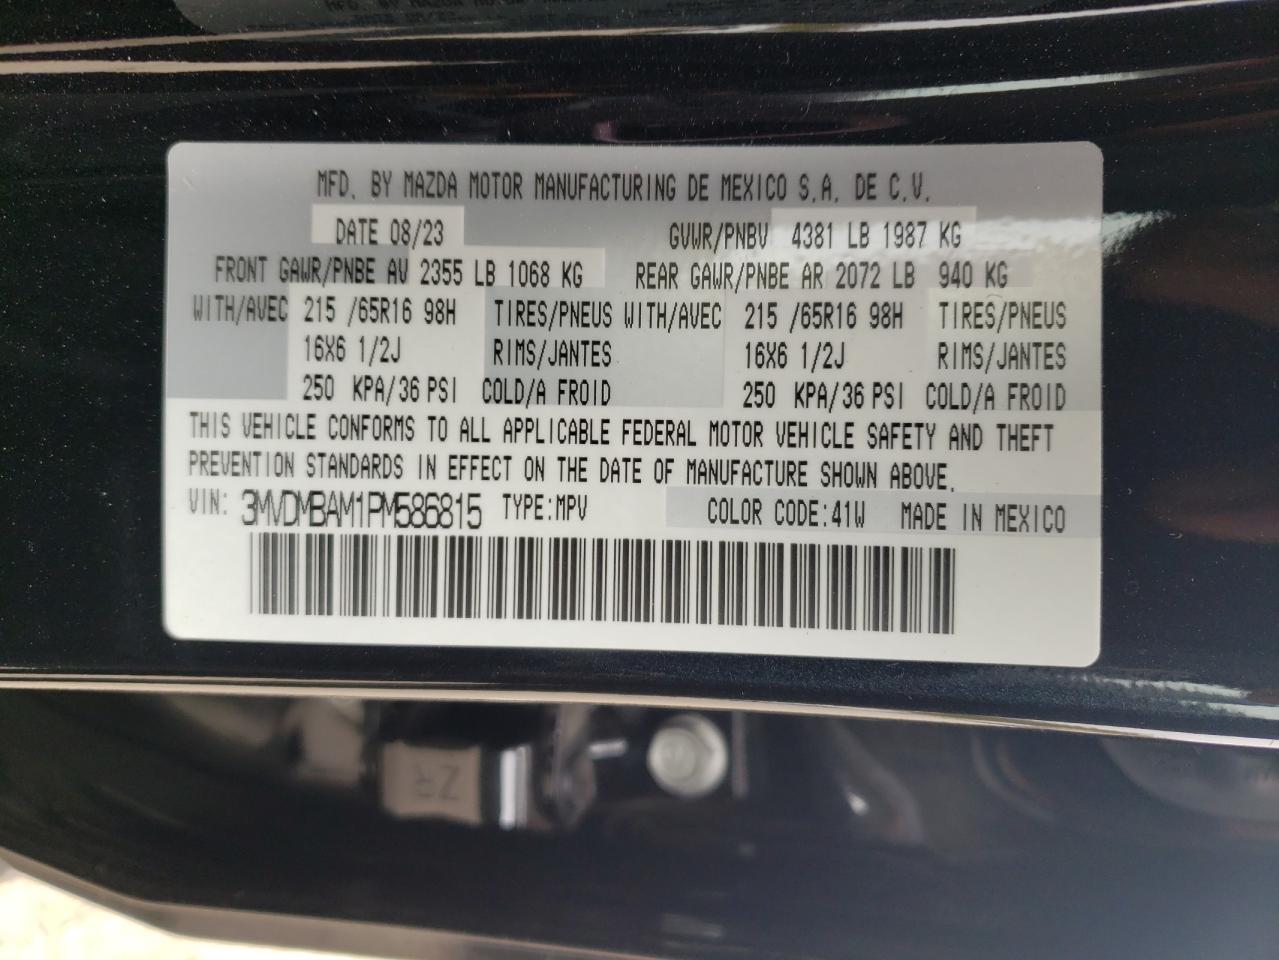 MFD. BY MAZDA MOTOR MANUFACTURING DE MEXICO S.A. DE C.V.
DATE 08/23 GVWR/PNBV 4381 LB 1987 KG
FRONT GAWR/PNBE AV 2355 LB 1068 KG REAR GAWR/PNBE AR 2072 LB 940 KG
WITH/AVEC 215 /65R16 98H TIRES/PNEUS WITH/AVEC 215 /65R16 98H TIRES/PNEUS
16X6 1/2J RIMS/JANTES 16X6 1/2J RIMS/JANTES
250 KPA/36 PSI COLD/A FROID 250 KPA/36 PSI COLD/A FROID
THIS VEHICLE CONFORMS TO ALL APPLICABLE FEDERAL MOTOR VEHICLE SAFETY AND THEFT
PREVENTION STANDARDS IN EFFECT ON THE DATE OF MANUFACTURE SHOWN ABOVE.
VIN: 3MVDMBAM1PM586815 TYPE:MPV COLOR CODE:41W MADE IN MEXICO